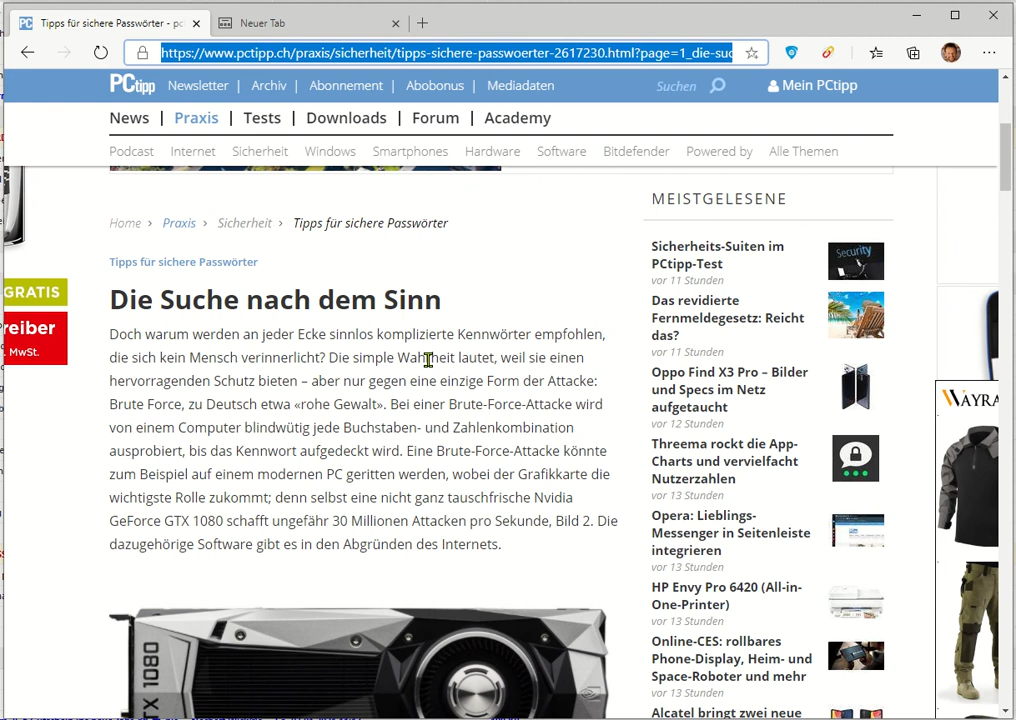 Tipps für sichere Passwörter - pc
Neuer Tab
https://www.pctipp.ch/praxis/sicherheit/tipps-sichere-passwoerter-2617230.html?page=1_die-suc
PCtipp
Newsletter | Archiv | Abonnement | Abobonus | Mediadaten
Suchen
Mein PCtipp
News | Praxis | Tests | Downloads | Forum | Academy
Podcast Internet Sicherheit Windows Smartphones Hardware Software Bitdefender Powered by Alle Themen
Home › Praxis › Sicherheit › Tipps für sichere Passwörter
Tipps für sichere Passwörter
Die Suche nach dem Sinn
Doch warum werden an jeder Ecke sinnlos komplizierte Kennwörter empfohlen,
die sich kein Mensch verinnerlicht? Die simple Wahrheit lautet, weil sie einen
hervorragenden Schutz bieten – aber nur gegen eine einzige Form der Attacke:
Brute Force, zu Deutsch etwa «rohe Gewalt». Bei einer Brute-Force-Attacke wird
von einem Computer blindwütig jede Buchstaben- und Zahlenkombination
ausprobiert, bis das Kennwort aufgedeckt wird. Eine Brute-Force-Attacke könnte
zum Beispiel auf einem modernen PC geritten werden, wobei der Grafikkarte die
wichtigste Rolle zukommt; denn selbst eine nicht ganz tauschfrische Nvidia
GeForce GTX 1080 schafft ungefähr 30 Millionen Attacken pro Sekunde, Bild 2. Die
dazugehörige Software gibt es in den Abgründen des Internets.
GRATIS
reiber
MwSt.
TX 1080
MEISTGELESENE
Sicherheits-Suiten im
PCtipp-Test
vor 11 Stunden
Security
Das revidierte
Fernmeldegesetz: Reicht
das?
vor 11 Stunden
Oppo Find X3 Pro – Bilder
und Specs im Netz
aufgetaucht
vor 12 Stunden
Threema rockt die App-
Charts und vervielfacht
Nutzerzahlen
vor 13 Stunden
Opera: Lieblings-
Messenger in Seitenleiste
integrieren
vor 13 Stunden
HP Envy Pro 6420 (All-in-
One-Printer)
vor 13 Stunden
Online-CES: rollbares
Phone-Display, Heim- und
Space-Roboter und mehr
vor 13 Stunden
Alcatel bringt zwei neue
WAYRA